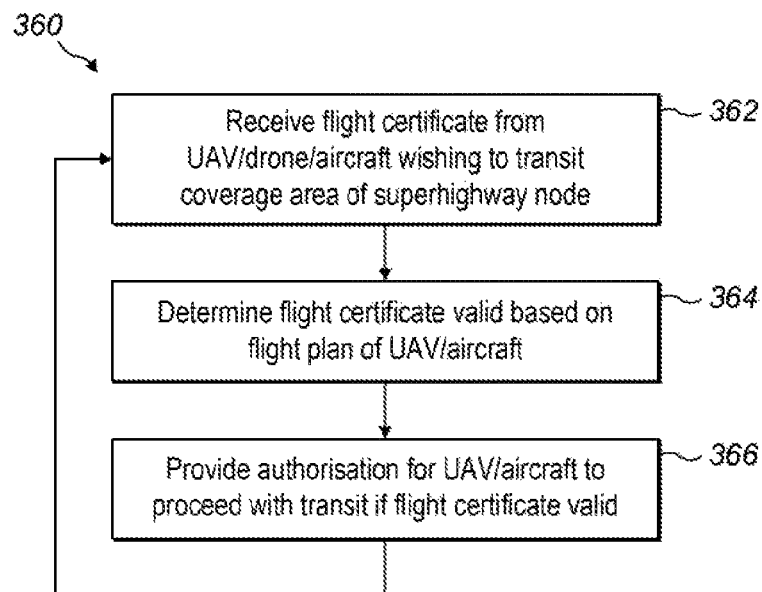 360
362
Receive flight certificate from
UAV/drone/aircraft wishing to transit
coverage area of superhighway node
364
Determine flight certificate valid based on
flight plan of UAV/aircraft
366
Provide authorisation for UAV/aircraft to
proceed with transit if flight certificate valid